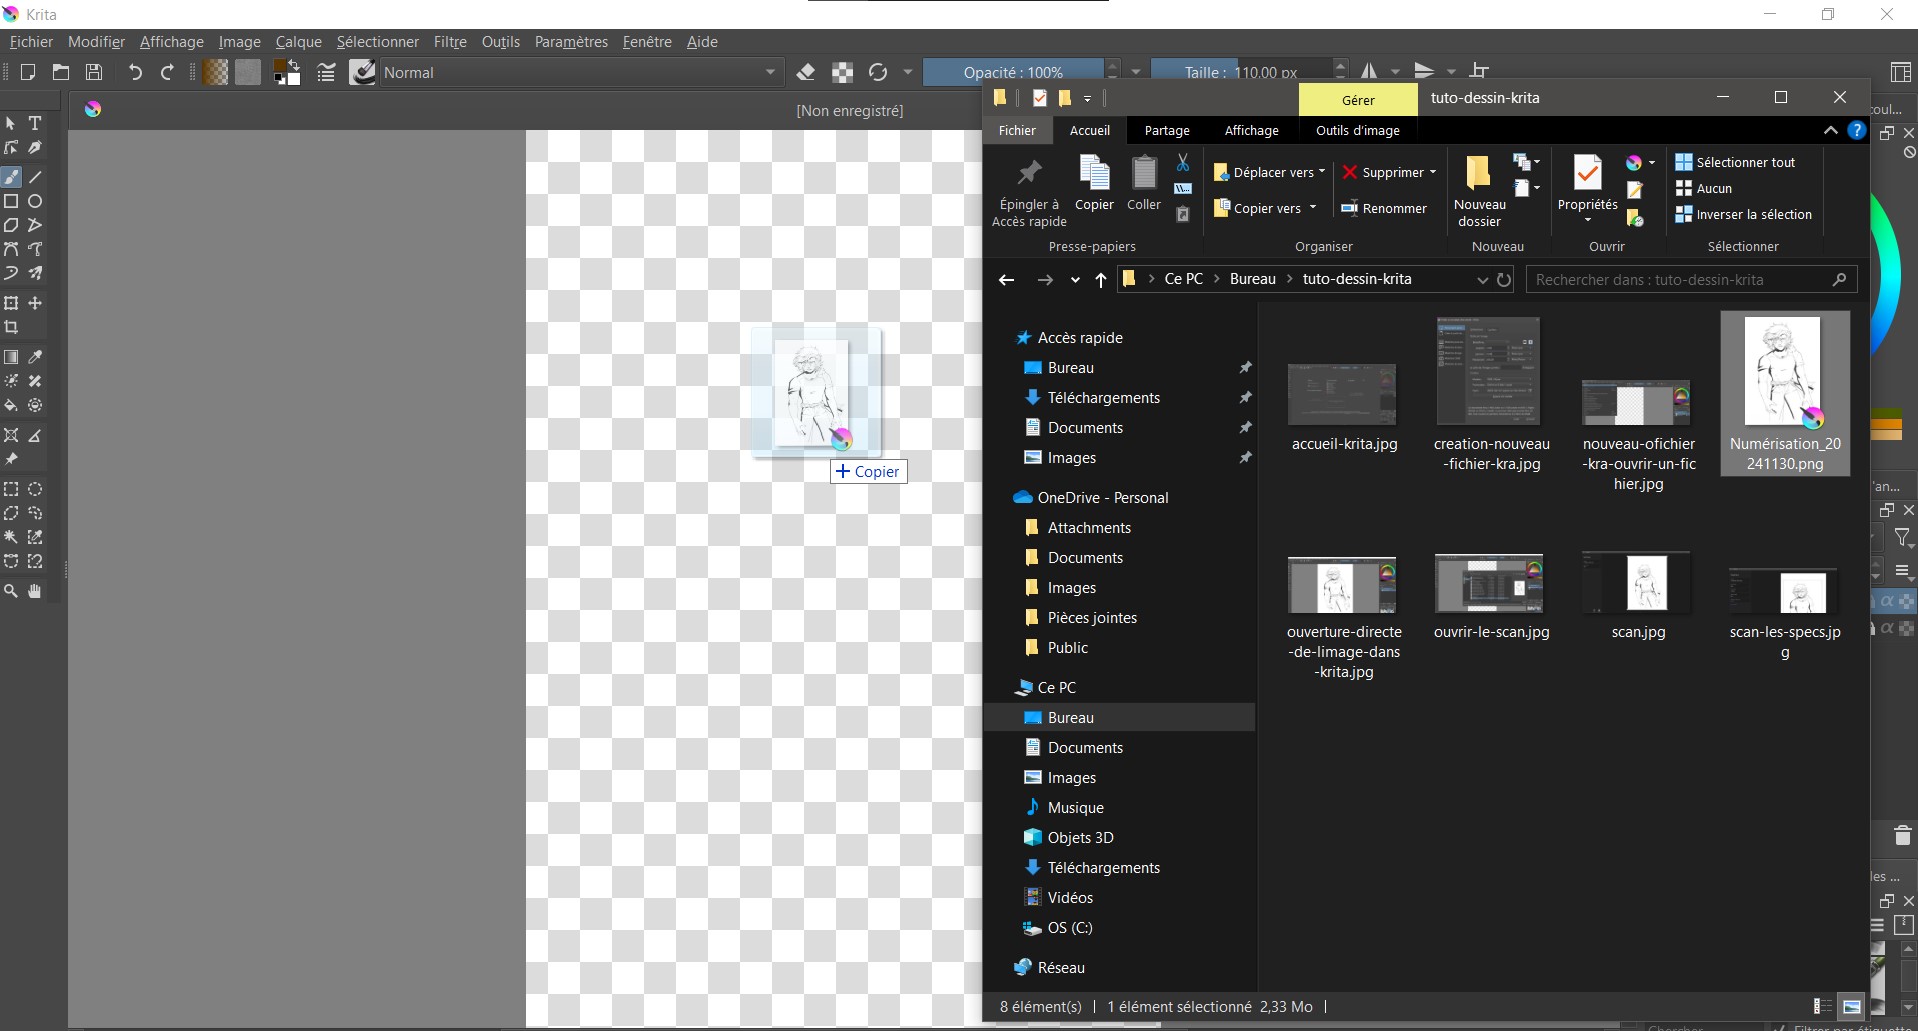 Krita
Fichier Modifier Affichage Image Calque Sélectionner Filtre Outils Paramètres Fenêtre Aide
Normal
Opacité : 100%
Taille : 110.00 px
[Non enregistré]
Gérer
tuto-dessin-krita
Fichier Accueil Partage Affichage Outils d'image
Épingler à
Accès rapide
Copier
Coller
Déplacer vers
Copier vers
Supprimer
Renommer
Nouveau
dossier
Propriétés
Sélectionner tout
Aucun
Inverser la sélection
Presse-papiers Organiser Nouveau Ouvrir Sélectionner
Ce PC Bureau tuto-dessin-krita
Rechercher dans : tuto-dessin-krita
Accès rapide
Bureau
Téléchargements
Documents
Images
OneDrive - Personal
Attachments
Documents
Images
Pièces jointes
Public
Ce PC
Bureau
Documents
Images
Musique
Objets 3D
Téléchargements
Vidéos
OS (C:)
Réseau
accueil-krita.jpg
creation-nouveau
-fichier-kra.jpg
nouveau-ofichier
-kra-ouvrir-un-fic
hier.jpg
Numérisation_20
241130.png
ouverture-directe
-de-limage-dans
-krita.jpg
ouvrir-le-scan.jpg
scan.jpg
scan-les-specs.jp
g
+ Copier
8 élément(s) 1 élément sélectionné 2,33 Mo